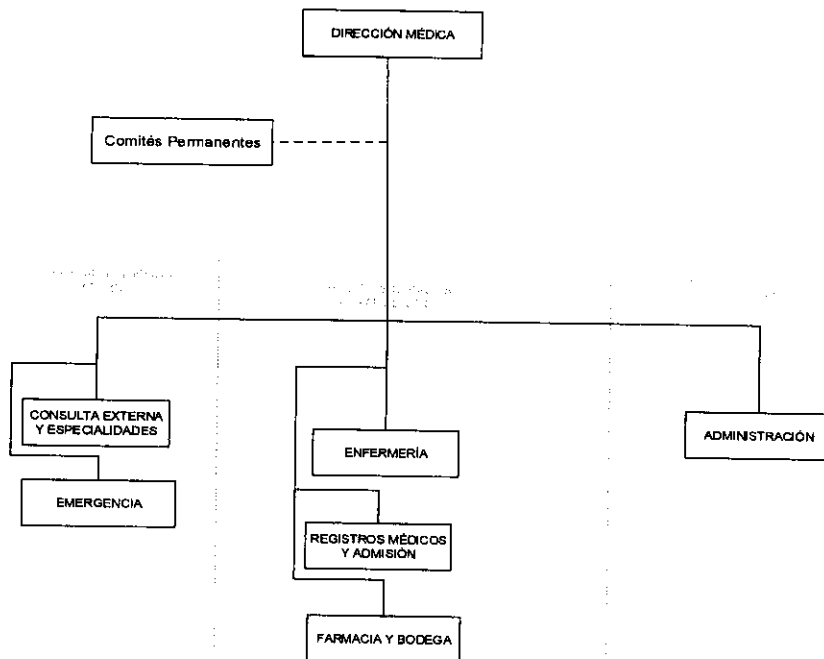 DIRECCIÓN MÉDICA
Comités Permanentes
CONSULTA EXTERNA
Y ESPECIALIDADES
EMERGENCIA
ENFERMERÍA
REGISTROS MÉDICOS
Y ADMISIÓN
FARMACIA Y BODEGA
ADMINISTRACIÓN